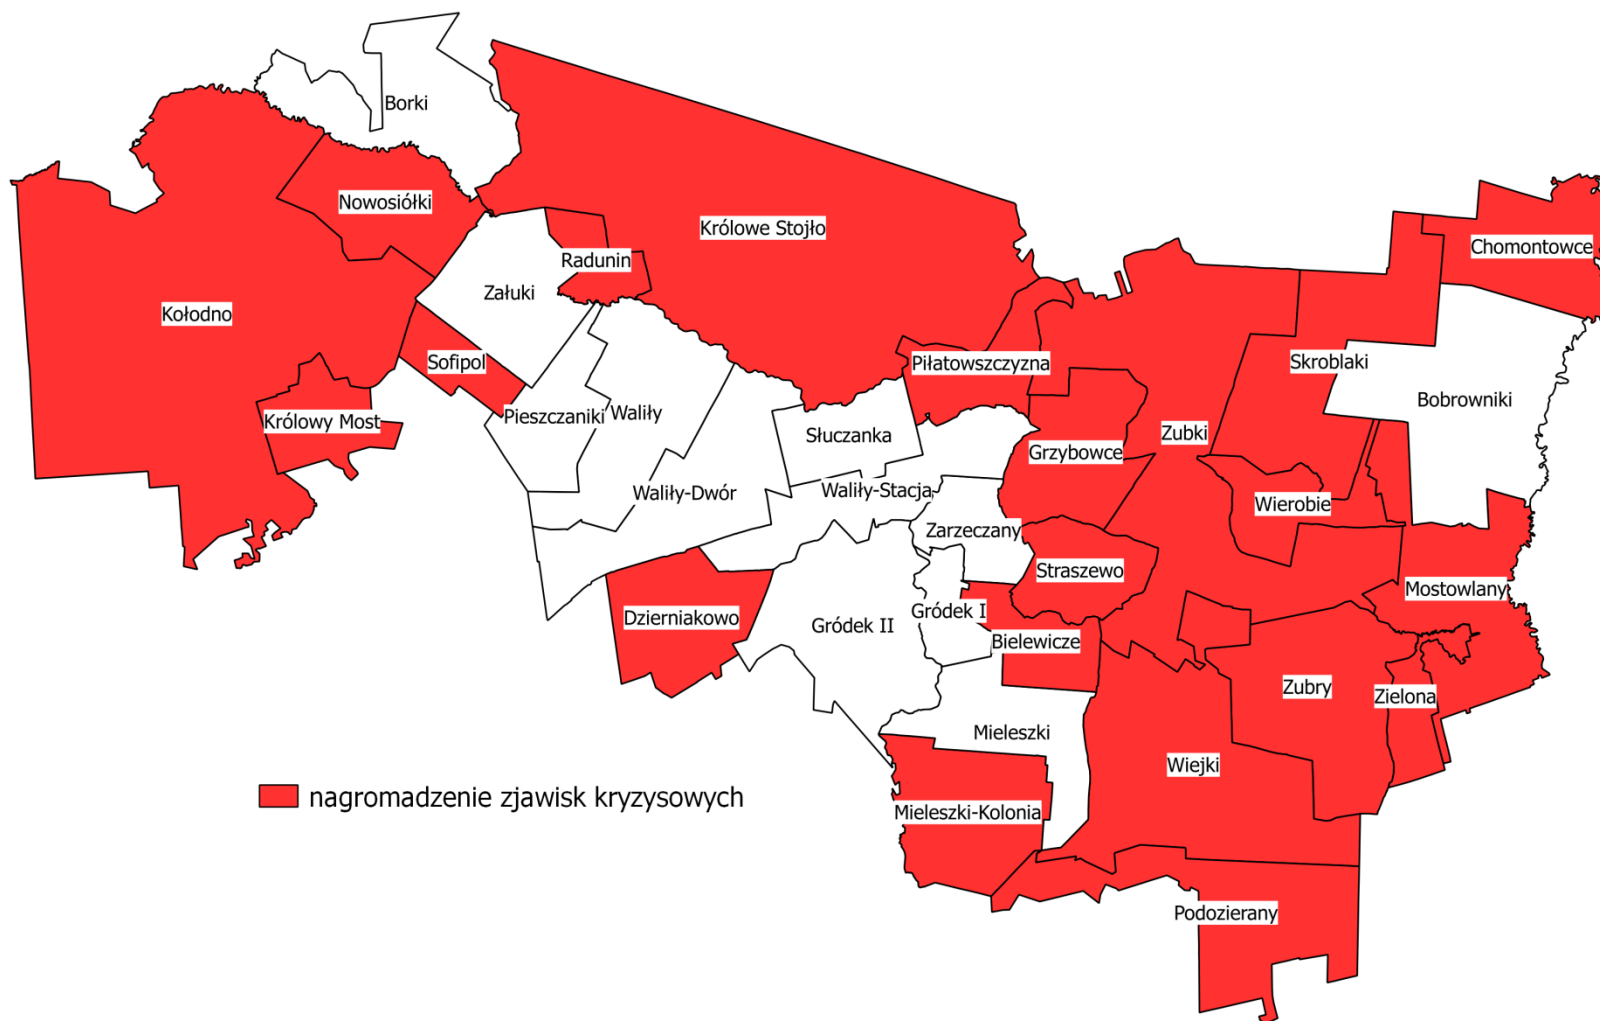 Borki
Nowosiółki
Królowe Stojło
Chomontowce
Radunin
Załuki
Kołodno
Sofipol
Piłatowszczyzna
Skroblaki
Bobrowniki
Królowy Most
Pieszczaniki
Waliły
Słuczanka
Grzybowce
Zubki
Waliły-Dwór
Waliły-Stacja
Wierobie
Zarzeczany
Straszewo
Mostowlany
Dzierniakowo
Gródek II
Gródek I
Bielewicze
Zubry
Zielona
Mieleszki
Wiejki
nagromadzenie zjawisk kryzysowych
Mieleszki-Kolonia
Podozierany